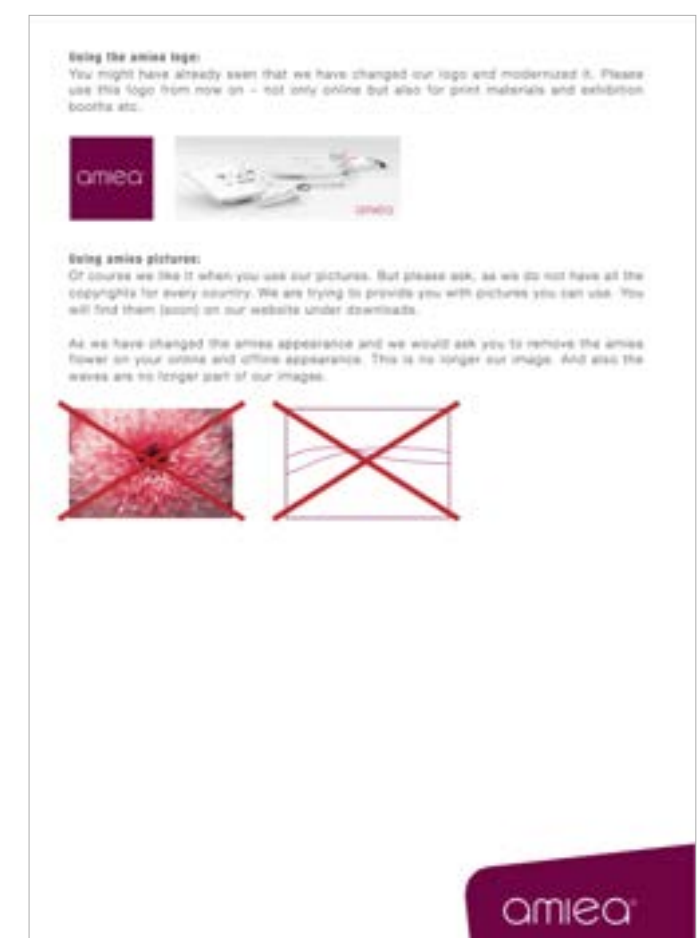 Using the amiea logo:
You might have already seen that we have changed our logo and modernized it. Please
use this logo from now on – not only online but also for print materials and exhibition
booths etc.
amiea
amiea
Using amiea pictures:
Of course we like it when you use our pictures. But please ask, as we do not have all the
copyrights for every country. We are trying to provide you with pictures you can use. You
will find them (soon) on our website under downloads.
As we have changed the amiea appearance and we would ask you to remove the amiea
flower on your online and offline appearance. This is no longer our image. And also the
waves are no longer part of our images.
amiea®